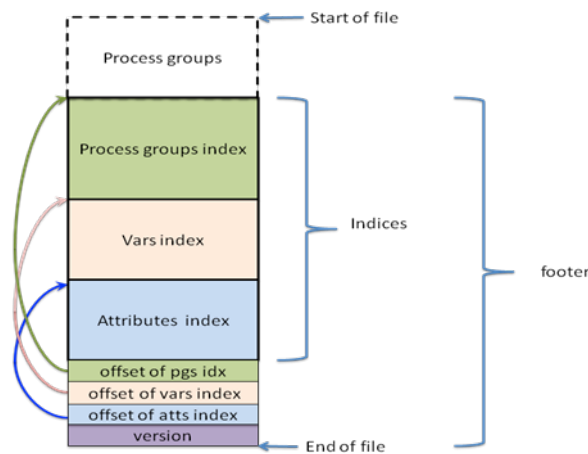 Start of file
Process groups
Process groups index
Vars index
Indices
footer
Attributes index
offset of pgs idx
offset of vars index
offset of atts index
version
End of file